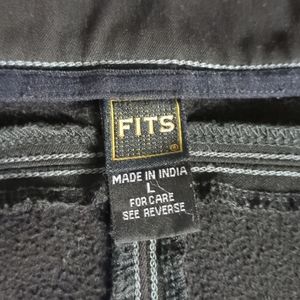 FITS
®
MADE IN INDIA
L
FOR CARE
SEE REVERSE